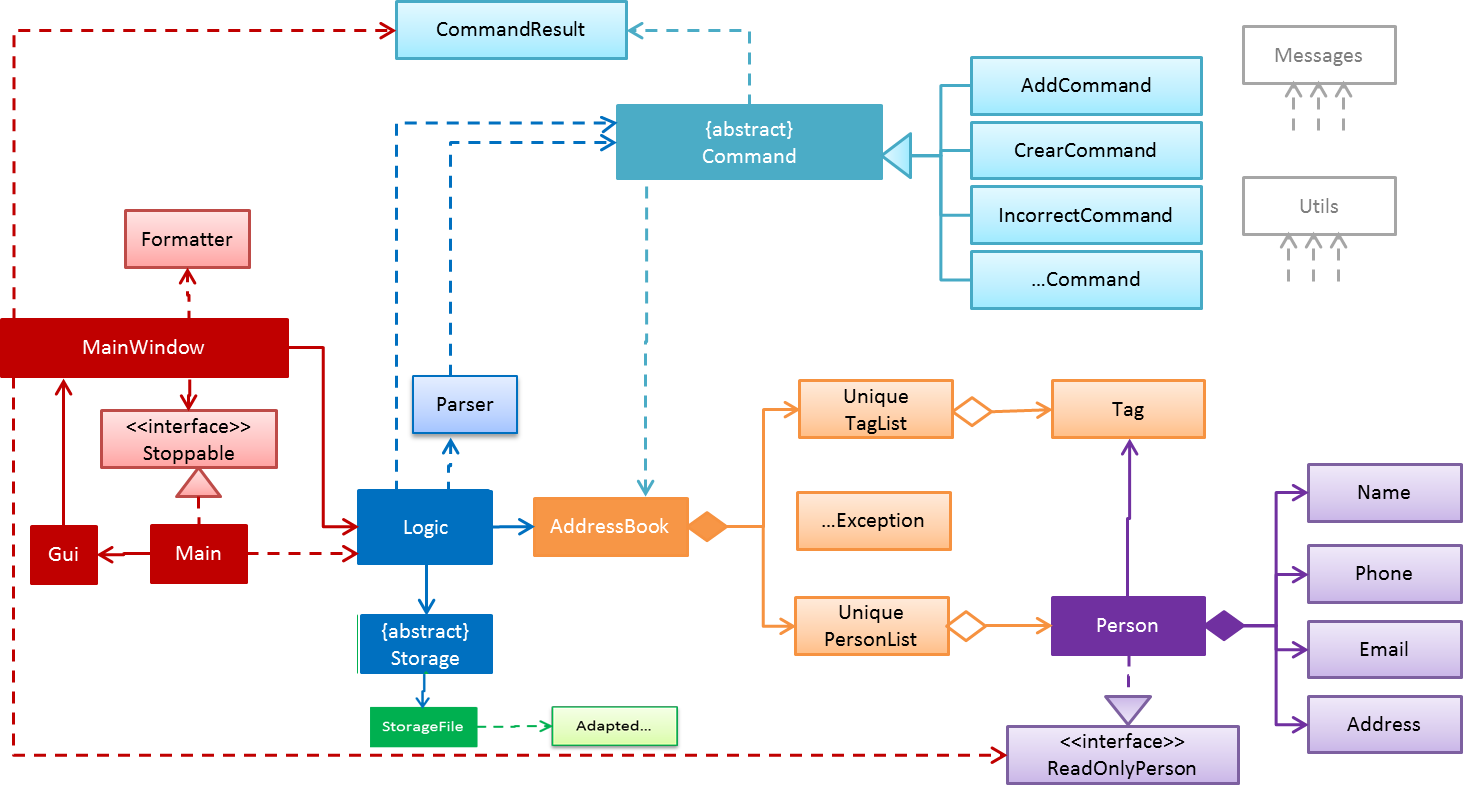 CommandResult
Messages
AddCommand
{abstract}
Command
CrearCommand
Utils
IncorrectCommand
Formatter
...Command
MainWindow
Parser
Unique
TagList
Tag
<<interface>>
Stoppable
Name
Logic
AddressBook
...Exception
Gui
Main
Phone
Unique
PersonList
Person
{abstract}
Storage
Email
StorageFile
Adapted...
Address
<<interface>>
ReadOnlyPerson